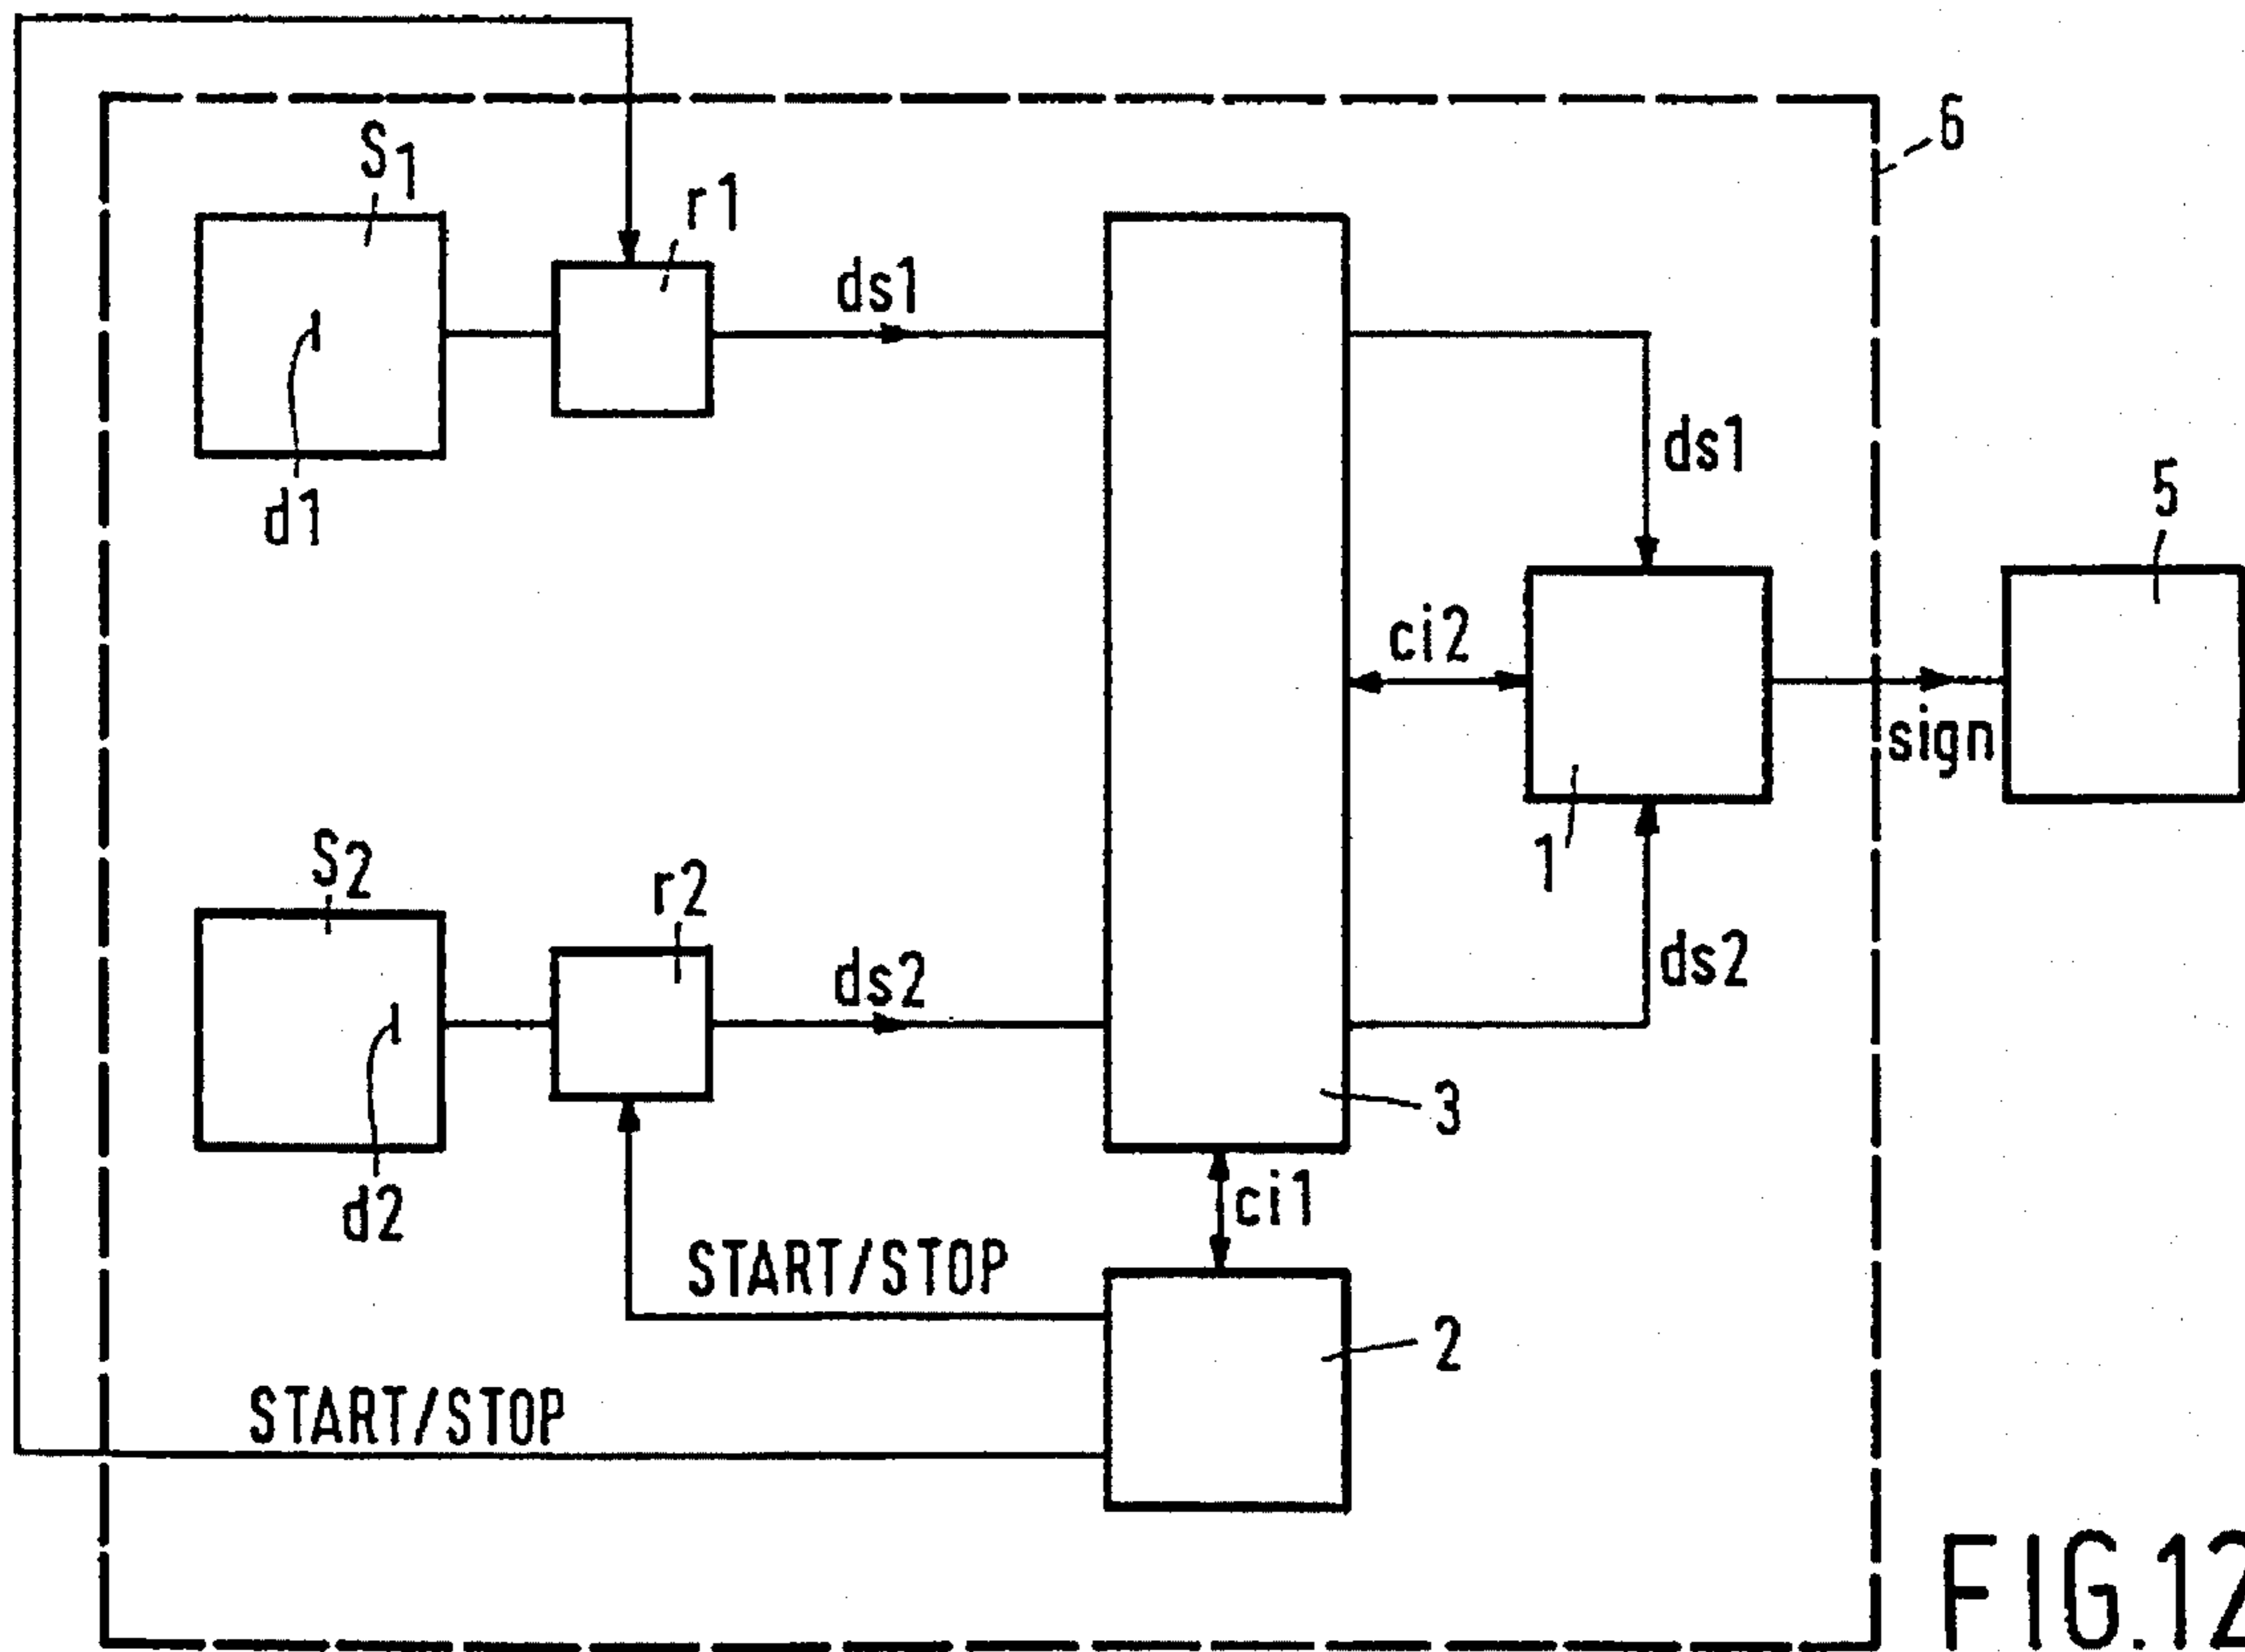 6
S1
r1
ds1
d1
ds1
5
ci2
sign
1
S2
r2
ds2
ds2
3
d2
ci1
START/STOP
2
START/STOP
FIG.12